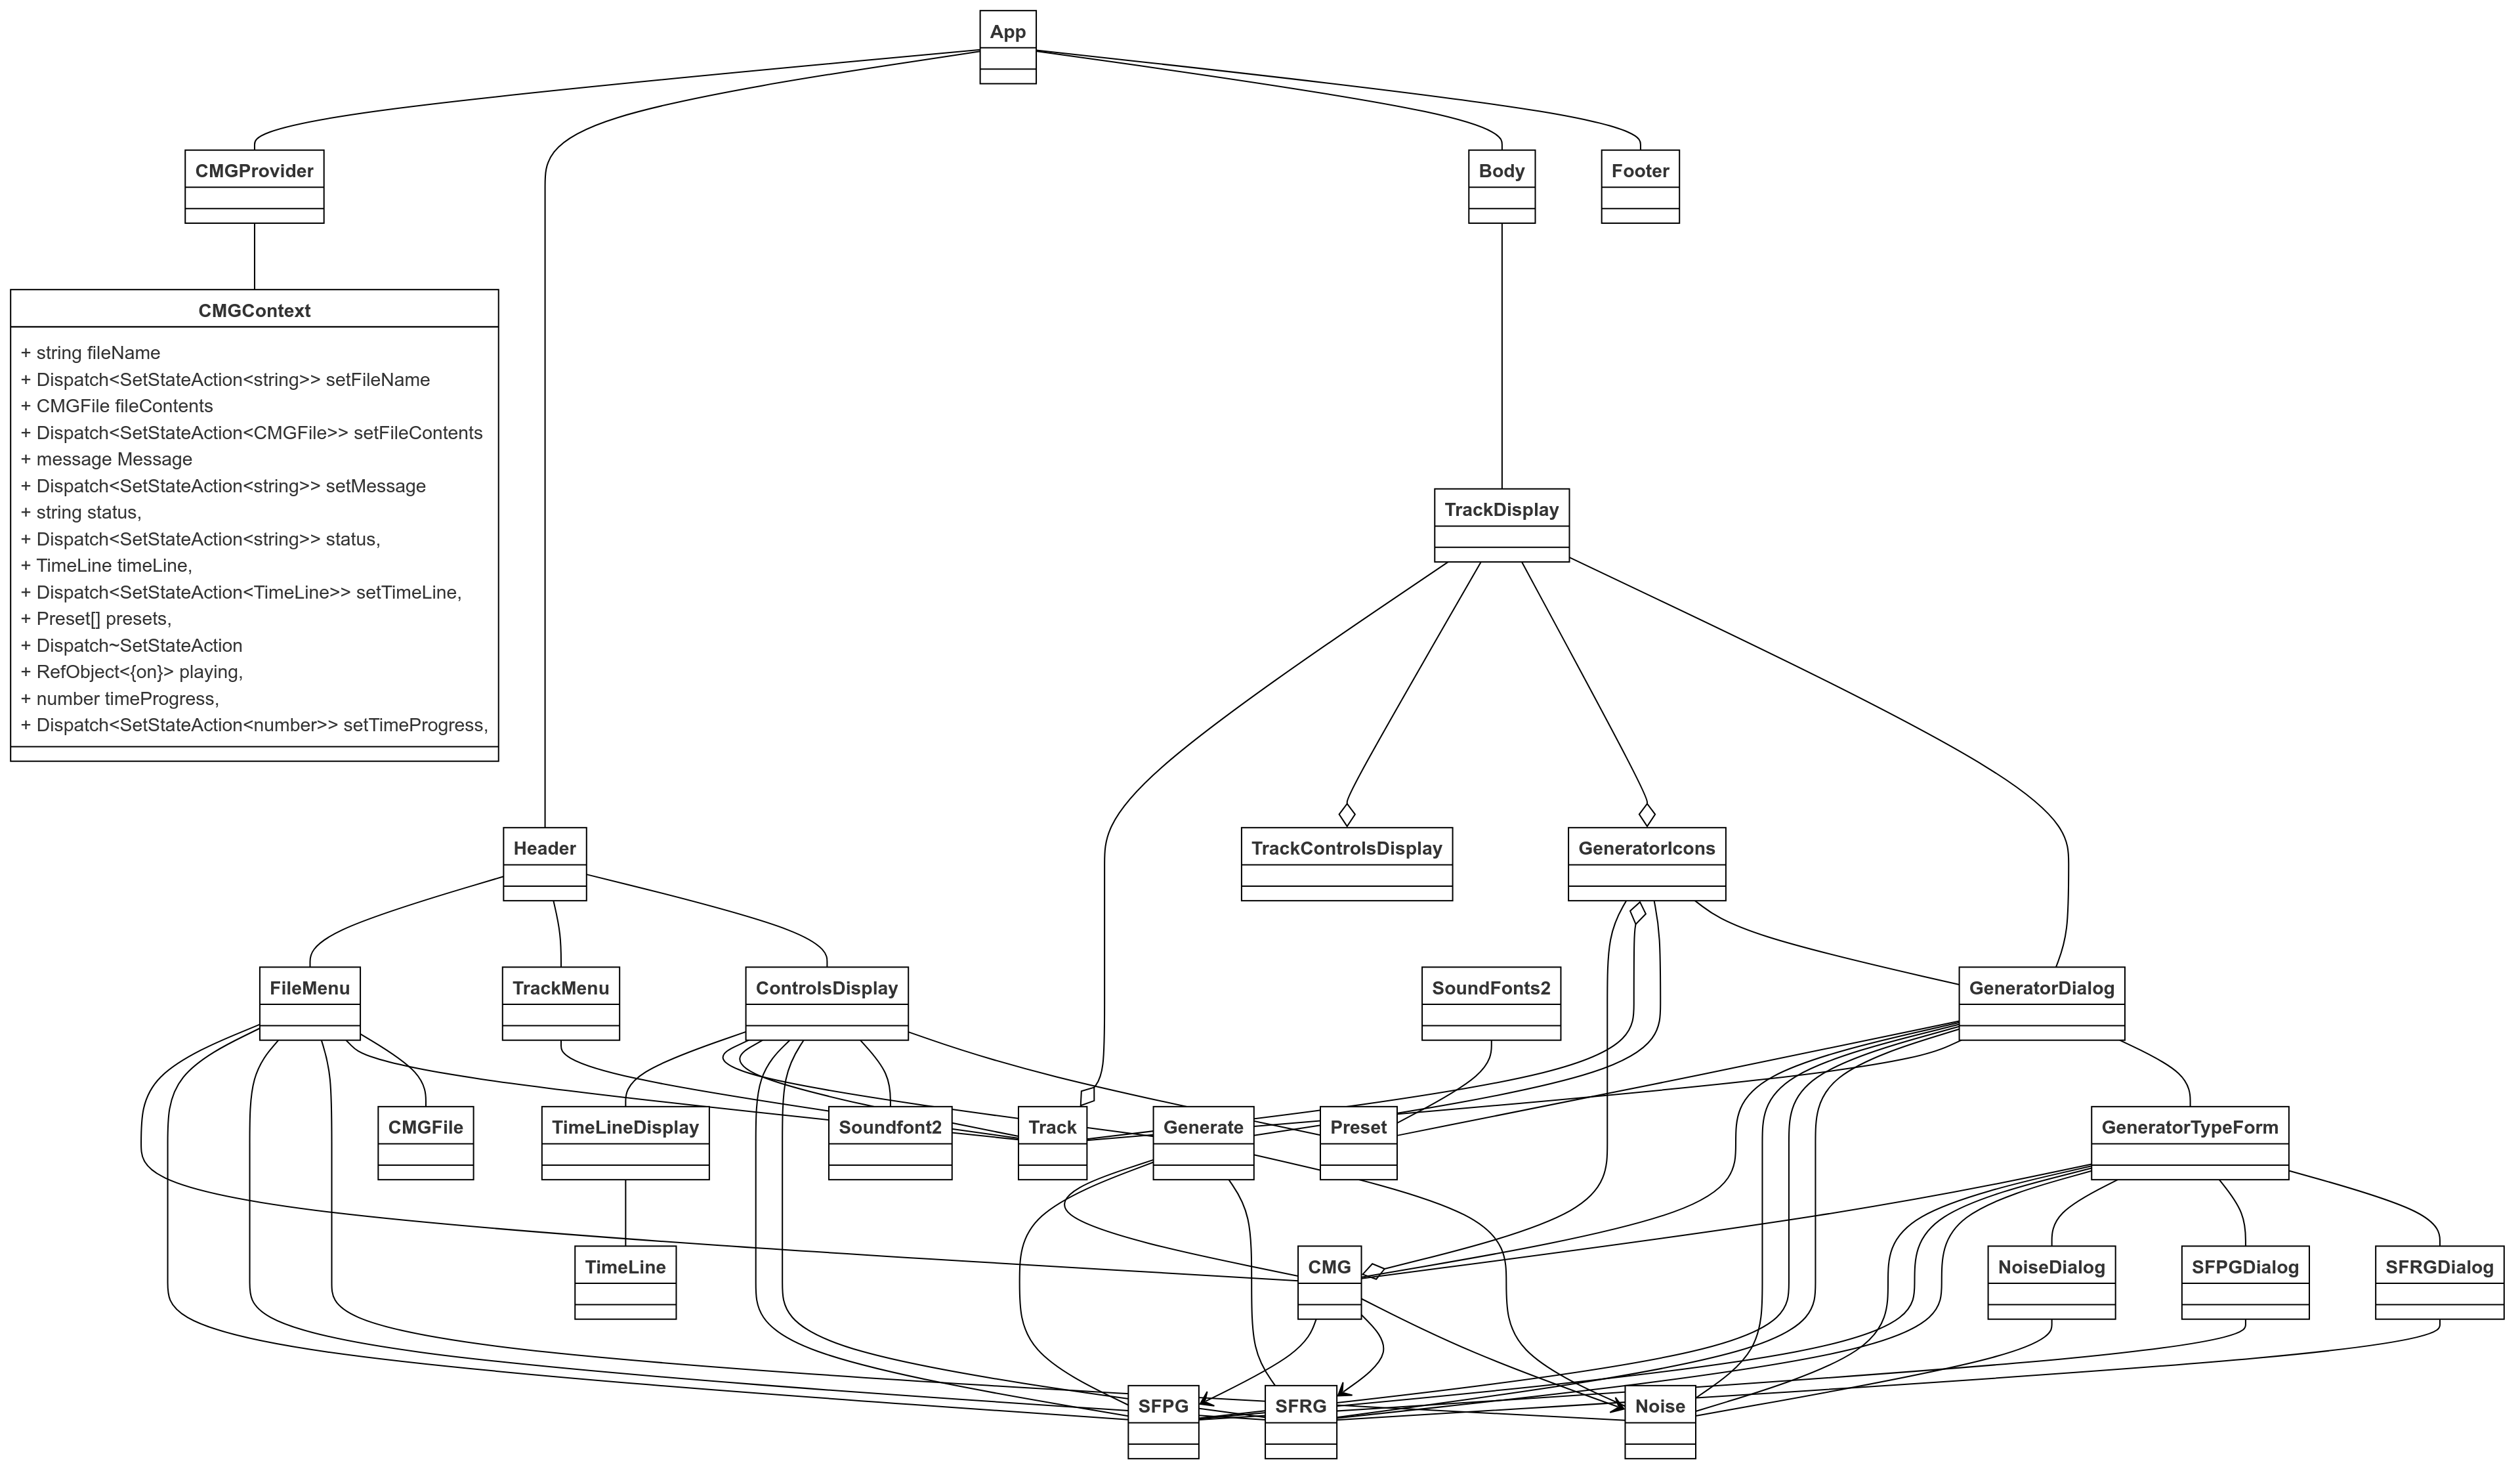 App
CMGProvider
Body
Footer
CMGContext
+ string fileName
+ Dispatch<SetStateAction<string>> setFileName
+ CMGFile fileContents
+ Dispatch<SetStateAction<CMGFile>> setFileContents
+ message Message
+ Dispatch<SetStateAction<string>> setMessage
+ string status,
+ Dispatch<SetStateAction<string>> status,
+ TimeLine timeLine,
+ Dispatch<SetStateAction<TimeLine>> setTimeLine,
+ Preset[] presets,
+ Dispatch~SetStateAction
+ RefObject<{on}> playing,
+ number timeProgress,
+ Dispatch<SetStateAction<number>> setTimeProgress,
TrackDisplay
Header
TrackControlsDisplay
GeneratorIcons
FileMenu
TrackMenu
ControlsDisplay
SoundFonts2
GeneratorDialog
CMGFile
TimeLineDisplay
Soundfont2
Track
Generate
Preset
GeneratorTypeForm
TimeLine
CMG
NoiseDialog
SFPGDialog
SFRGDialog
SFPG
SFRG
Noise